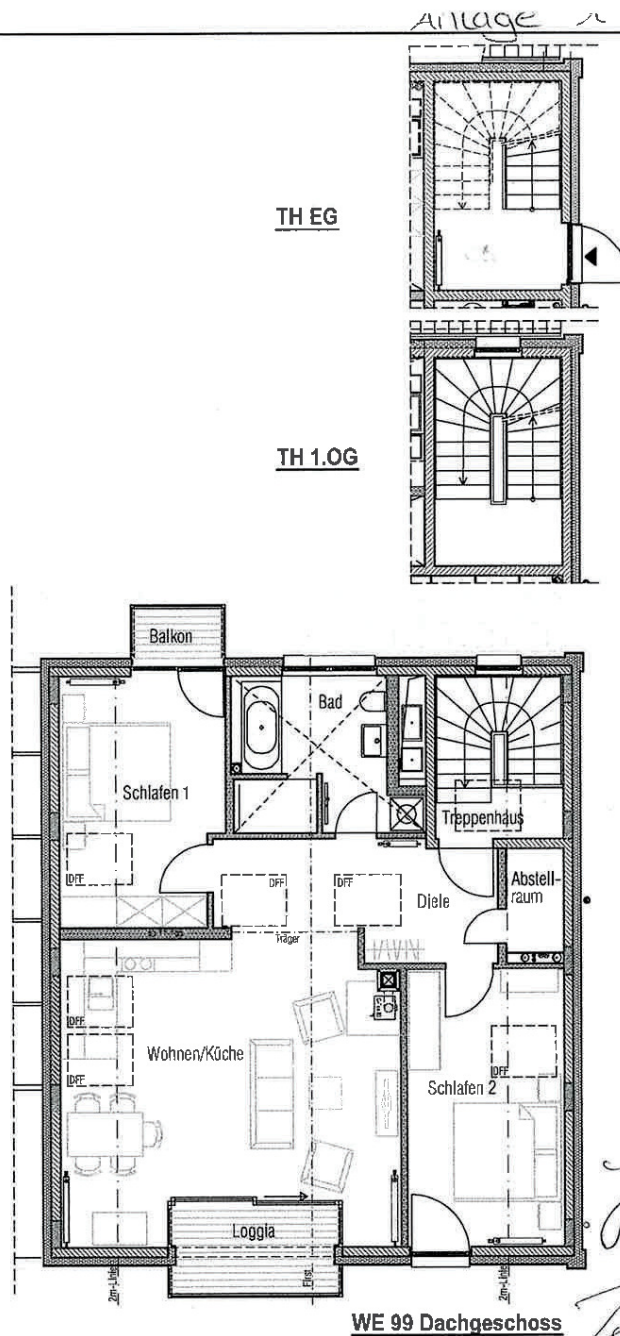 Anlage
TH EG
TH 1.OG
Balkon
Bad
Schlafen 1
Treppenhaus
DFF
DFF
DFF
Diele
Abstell-
raum
Träger
DFF
Wohnen/Küche
DFF
DFF
Schlafen 2
Loggia
2m-Linie
First
2m-Linie
WE 99 Dachgeschoss